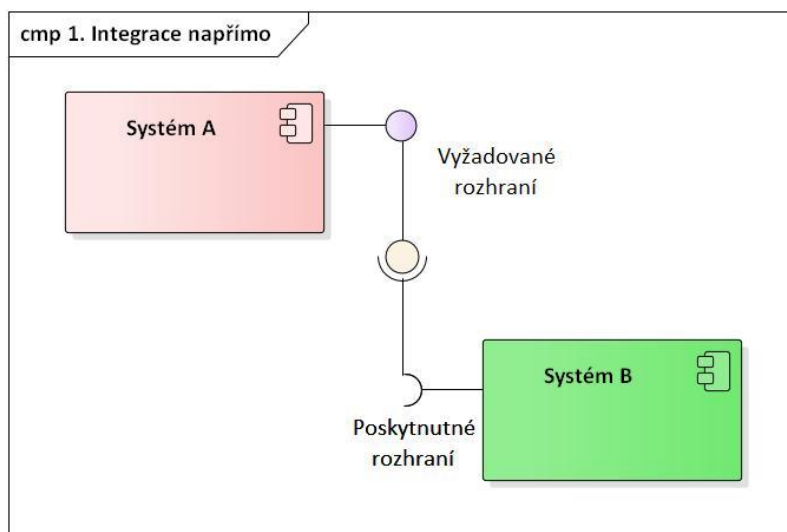 cmp 1. Integrace napřímo
Systém A
Vyžadované
rozhraní
Systém B
Poskytnutné
rozhraní